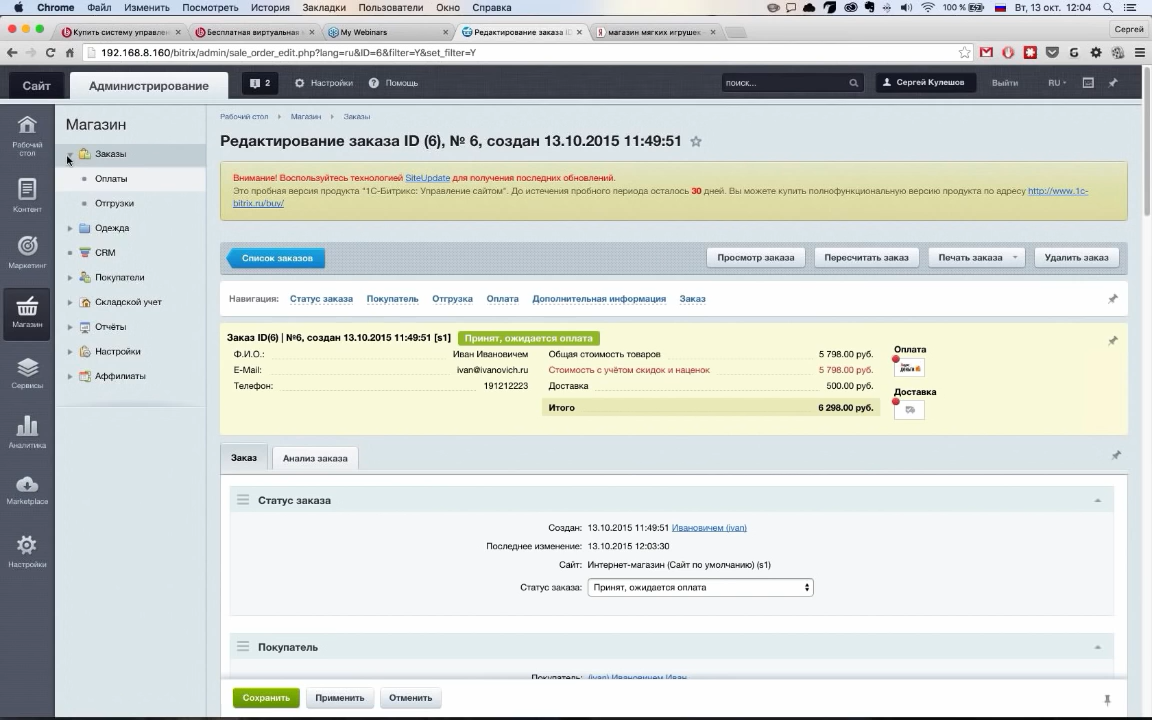 Chrome Файл Изменить Посмотреть История Закладки Пользователи Окно Справка 100 % Вт, 13 окт. 12:04
Купить систему управлен Бесплатная виртуальная My Webinars Редактирование заказа ID магазин мягких игрушек Сергей
192.168.8.160/bitrix/admin/sale_order_edit.php?lang=ru&ID=6&filter=Y&set_filter=Y
Сайт Администрирование 2 Настройки Помощь поиск... Сергей Кулешов Выйти RU
Рабочий стол
Контент
Маркетинг
Магазин
Сервисы
Аналитика
Marketplace
Настройки
Магазин
Заказы
Оплаты
Отгрузки
Одежда
CRM
Покупатели
Складской учет
Отчёты
Настройки
Аффилиаты
Рабочий стол Магазин Заказы
Редактирование заказа ID (6), № 6, создан 13.10.2015 11:49:51
Внимание! Воспользуйтесь технологией SiteUpdate для получения последних обновлений.
Это пробная версия продукта "1С-Битрикс: Управление сайтом". До истечения пробного периода осталось 30 дней. Вы можете купить полнофункциональную версию продукта по адресу http://www.1c-
bitrix.ru/buy/
Список заказов Просмотр заказа Пересчитать заказ Печать заказа Удалить заказ
Навигация: Статус заказа Покупатель Отгрузка Оплата Дополнительная информация Заказ
Заказ ID(6) | №6, создан 13.10.2015 11:49:51 [s1] Принят, ожидается оплата
Ф.И.О.: Иван Ивановичем
E-Mail: ivan@ivanovich.ru
Телефон: 191212223
Общая стоимость товаров 5 798.00 руб.
Стоимость с учётом скидок и наценок 5 798.00 руб.
Доставка 500.00 руб.
Итого 6 298.00 руб.
Оплата
Доставка
Заказ Анализ заказа
Статус заказа
Создан: 13.10.2015 11:49:51 Ивановичем (ivan)
Последнее изменение: 13.10.2015 12:03:30
Сайт: Интернет-магазин (Сайт по умолчанию) (s1)
Статус заказа: Принят, ожидается оплата
Покупатель
Покупатель: (ivan) Ивановичем Иван
Сохранить Применить Отменить